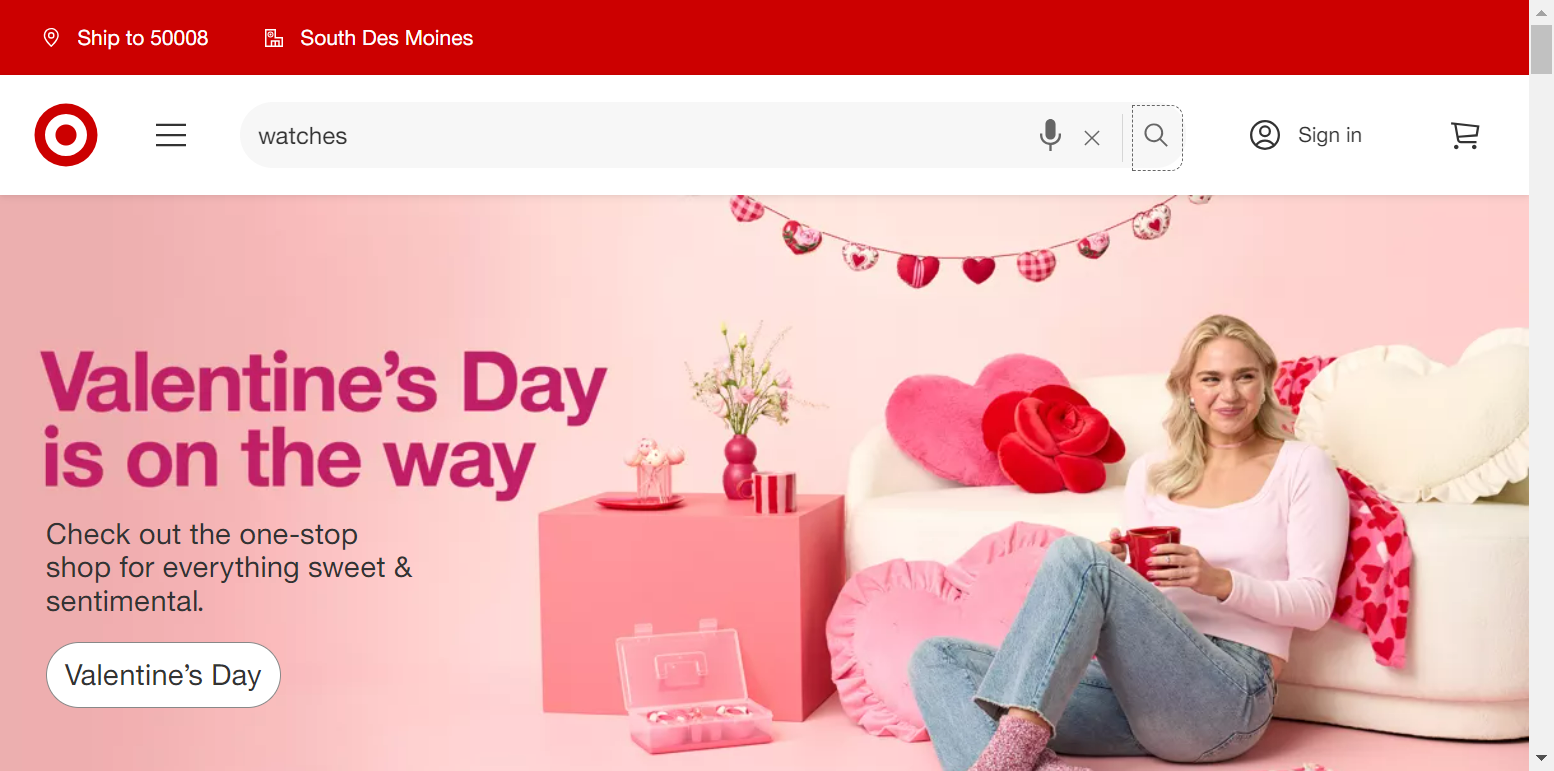 Ship to 50008 South Des Moines
watches Sign in
Valentine's Day
is on the way
Check out the one-stop
shop for everything sweet &
sentimental.
Valentine's Day